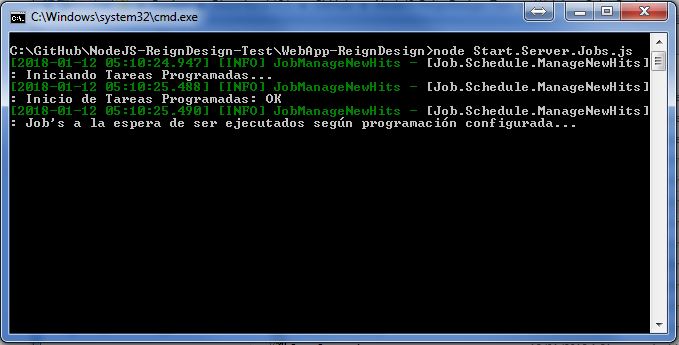 C:\Windows\system32\cmd.exe
C:\GitHub\NodeJS-ReignDesign-Test\WebApp-ReignDesign>node Start.Server.Jobs.js
[2018-01-12 05:10:24.947] [INFO] JobManageNewHits - [Job.Schedule.ManageNewHits]
: Iniciando Tareas Programadas...
[2018-01-12 05:10:25.488] [INFO] JobManageNewHits - [Job.Schedule.ManageNewHits]
: Inicio de Tareas Programadas: OK
[2018-01-12 05:10:25.490] [INFO] JobManageNewHits - [Job.Schedule.ManageNewHits]
: Job's a la espera de ser ejecutados según programación configurada...